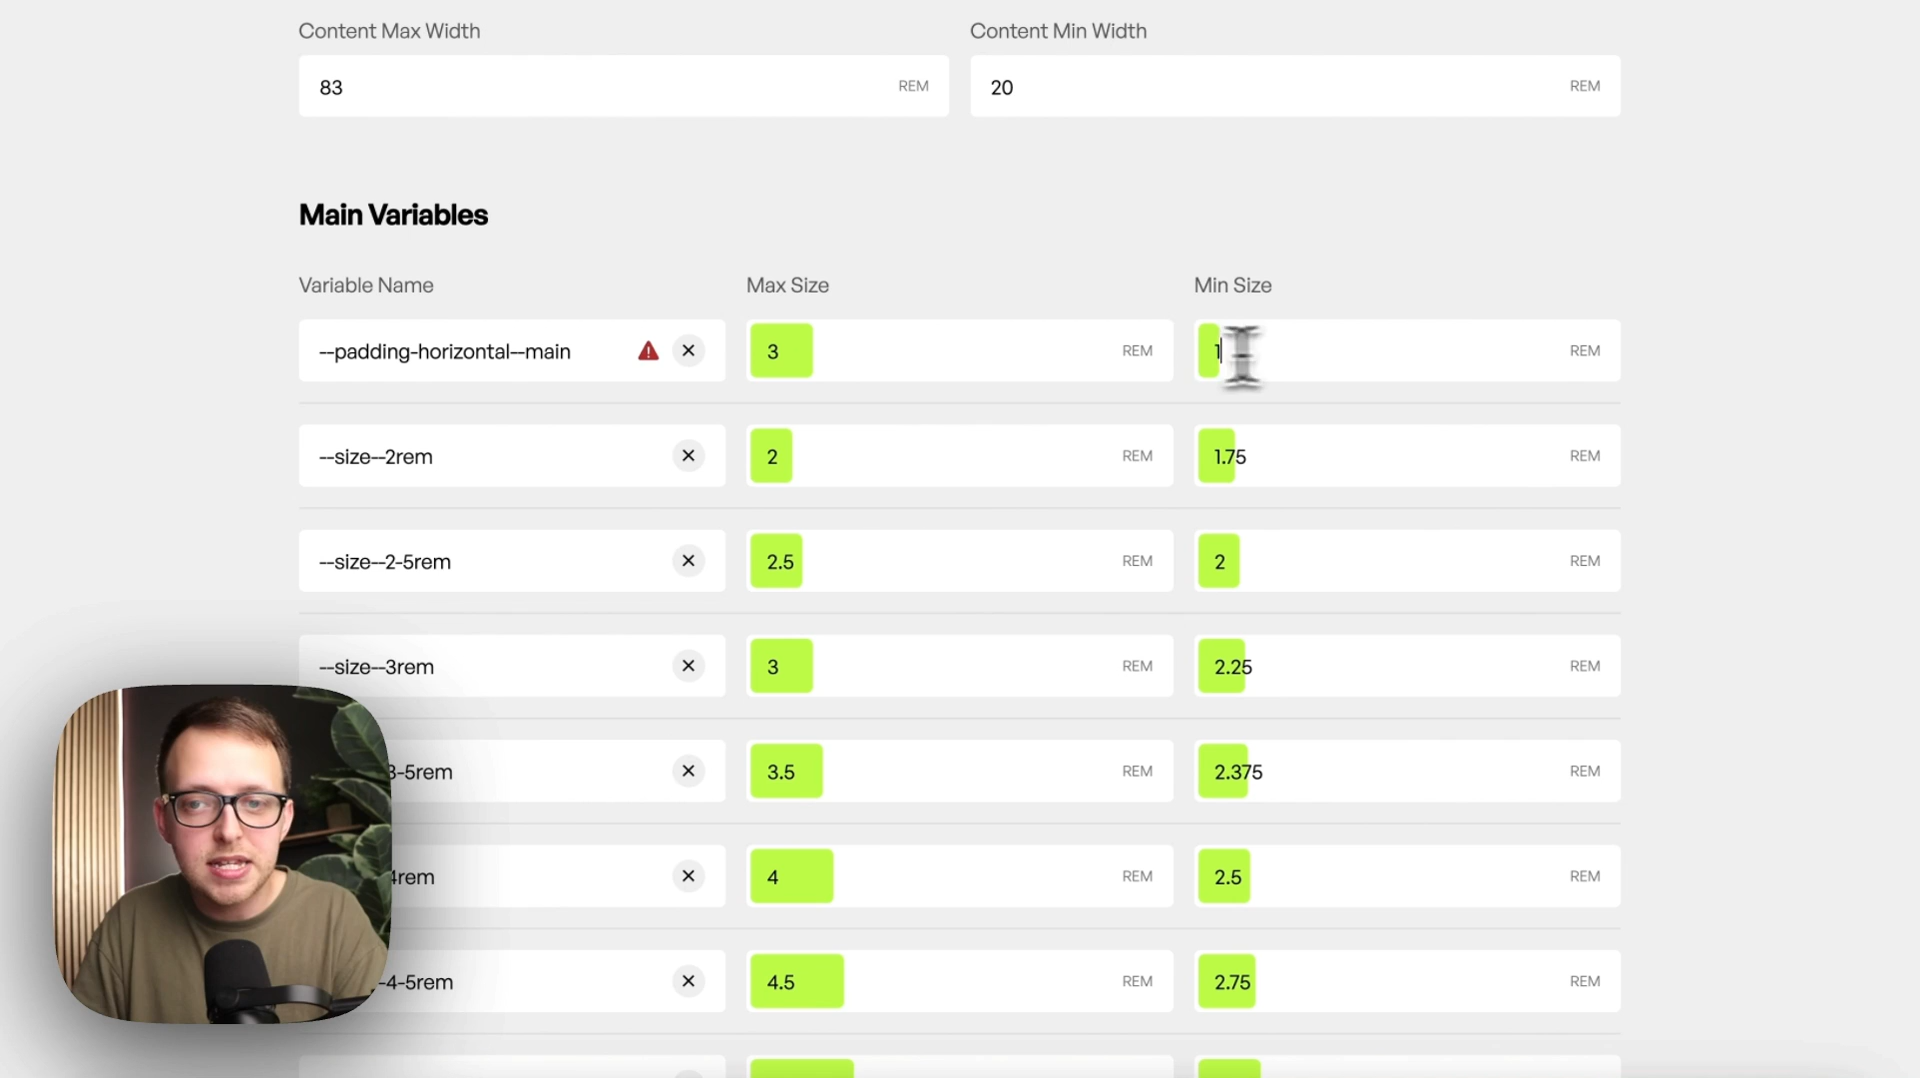 Content Max Width
Content Min Width
83 REM
20 REM
Main Variables
Variable Name
Max Size
Min Size
--padding-horizontal--main 3 REM 1 REM
--size--2rem 2 REM 1.75 REM
--size--2-5rem 2.5 REM 2 REM
--size--3rem 3 REM 2.25 REM
3-5rem 3.5 REM 2.375 REM
4rem 4 REM 2.5 REM
-4-5rem 4.5 REM 2.75 REM